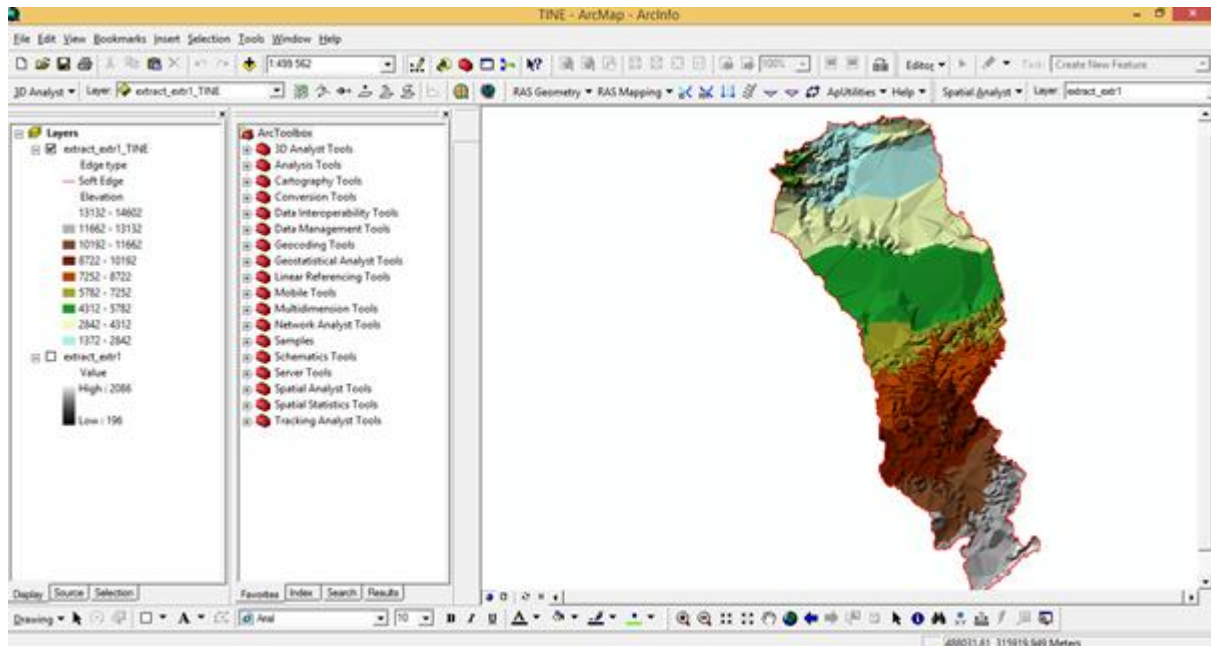 TINE - ArcMap - ArcInfo
File Edit View Bookmarks Insert Selection Tools Window Help
1:499 562
100%
Editor
Task: Create New Feature
3D Analyst Layer: extract_extr1_TINE
RAS Geometry RAS Mapping ApUtilities Help Spatial Analyst Layer: extract_extr1
Layers
extract_extr1_TINE
Edge type
Soft Edge
Elevation
13132 - 14602
11662 - 13132
10192 - 11662
8722 - 10192
7252 - 8722
5782 - 7252
4312 - 5782
2842 - 4312
1372 - 2842
extract_extr1
Value
High : 2086
Low : 196
Display Source Selection
ArcToolbox
3D Analyst Tools
Analysis Tools
Cartography Tools
Conversion Tools
Data Interoperability Tools
Data Management Tools
Geocoding Tools
Geostatistical Analyst Tools
Linear Referencing Tools
Mobile Tools
Multidimension Tools
Network Analyst Tools
Samples
Schematics Tools
Server Tools
Spatial Analyst Tools
Spatial Statistics Tools
Tracking Analyst Tools
Favorites Index Search Results
Drawing A Arial 10 B I U A
488031,61 315919,949 Meters